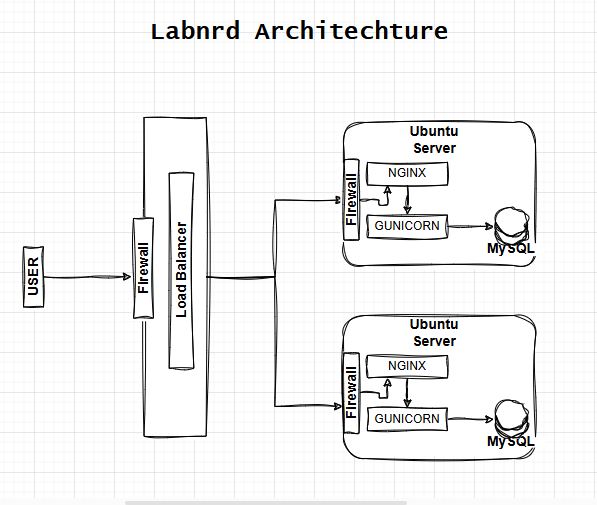 Labnrd Architechture
USER
Firewall
Load Balancer
Ubuntu
Server
Firewall
NGINX
GUNICORN
MySQL
Ubuntu
Server
Firewall
NGINX
GUNICORN
MySQL